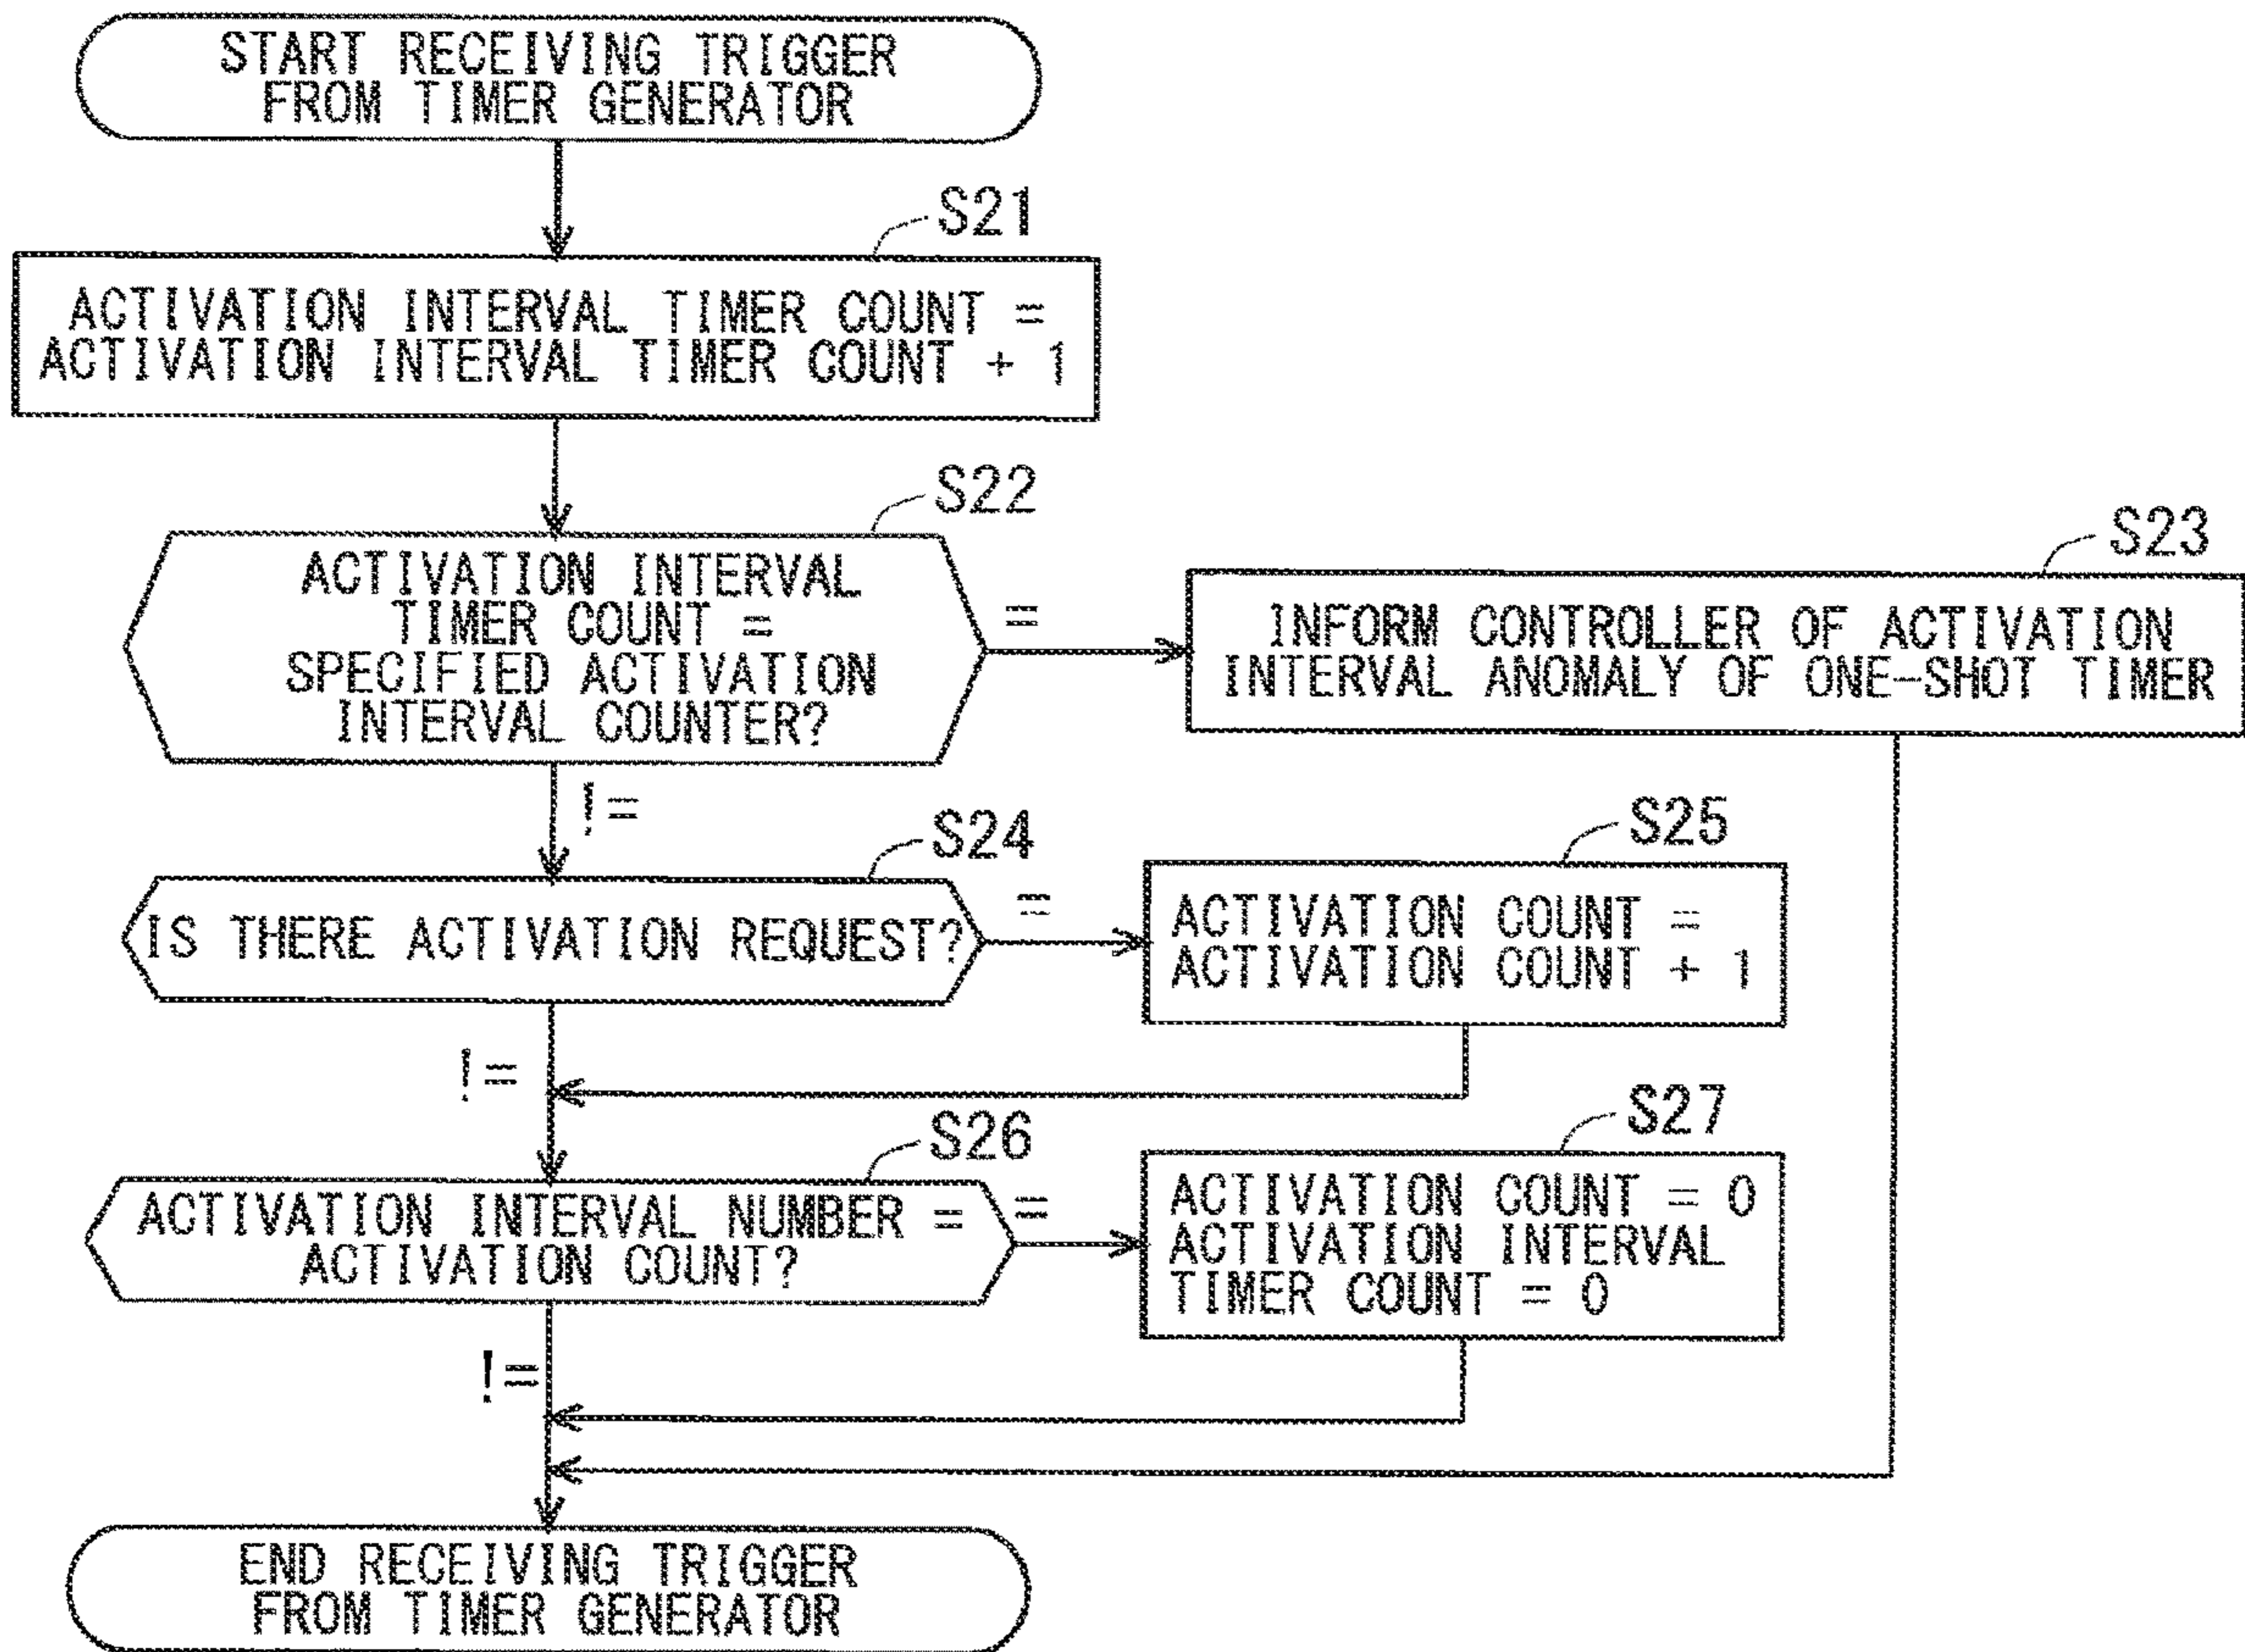 START RECEIVING TRIGGER
FROM TIMER GENERATOR
S21
ACTIVATION INTERVAL TIMER COUNT =
ACTIVATION INTERVAL TIMER COUNT + 1
S22
ACTIVATION INTERVAL
TIMER COUNT =
SPECIFIED ACTIVATION
INTERVAL COUNTER?
=
S23
INFORM CONTROLLER OF ACTIVATION
INTERVAL ANOMALY OF ONE-SHOT TIMER
!=
S24
IS THERE ACTIVATION REQUEST?
=
S25
ACTIVATION COUNT =
ACTIVATION COUNT + 1
!=
S26
ACTIVATION INTERVAL NUMBER =
ACTIVATION COUNT?
=
S27
ACTIVATION COUNT = 0
ACTIVATION INTERVAL
TIMER COUNT = 0
!=
END RECEIVING TRIGGER
FROM TIMER GENERATOR